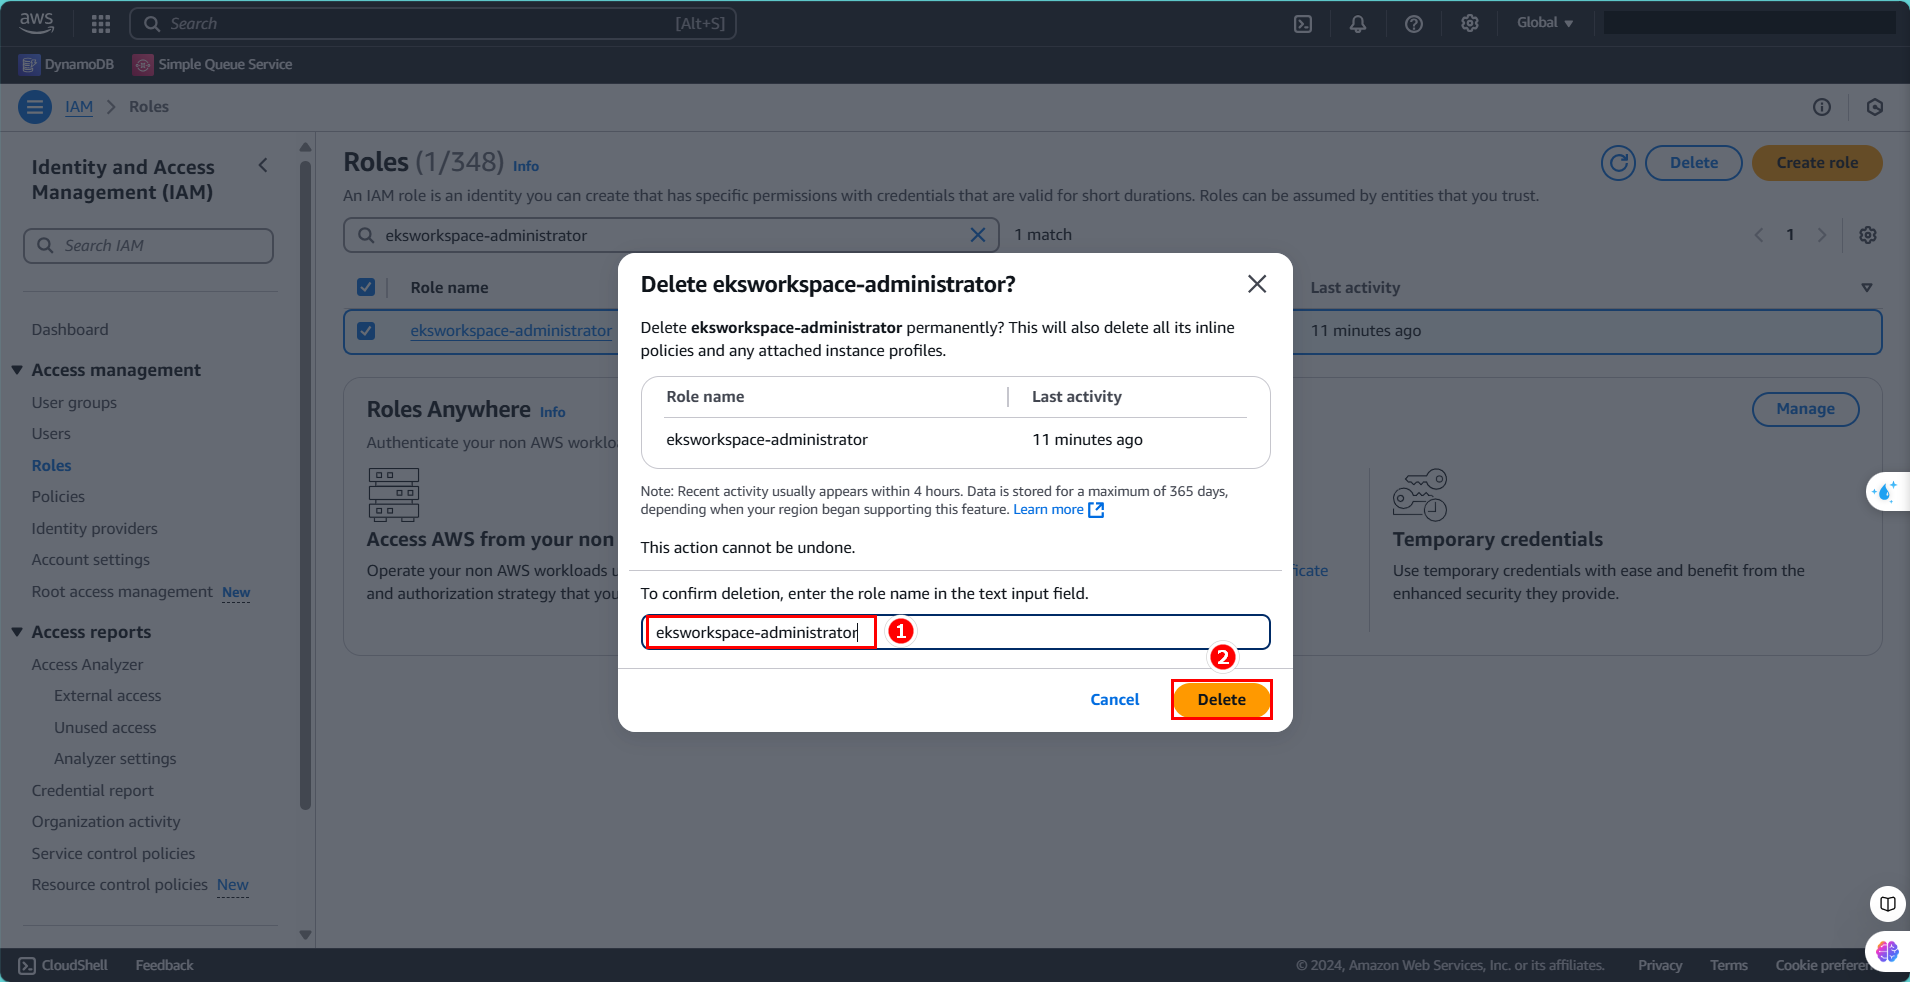 aws
Search
[Alt+S]
Global
DynamoDB
Simple Queue Service
IAM
Roles
Identity and Access
Management (IAM)
Search IAM
Dashboard
Access management
User groups
Users
Roles
Policies
Identity providers
Account settings
Root access management New
Access reports
Access Analyzer
External access
Unused access
Analyzer settings
Credential report
Organization activity
Service control policies
Resource control policies New
Roles (1/348) Info
Delete
Create role
An IAM role is an identity you can create that has specific permissions with credentials that are valid for short durations. Roles can be assumed by entities that you trust.
eksworkspace-administrator
1 match
1
Role name
Last activity
eksworkspace-administrator
11 minutes ago
Roles Anywhere Info
Manage
Authenticate your non AWS worklo
Access AWS from your non
Operate your non AWS workloads u
and authorization strategy that you
icate
Temporary credentials
Use temporary credentials with ease and benefit from the
enhanced security they provide.
Delete eksworkspace-administrator?
Delete eksworkspace-administrator permanently? This will also delete all its inline
policies and any attached instance profiles.
Role name
Last activity
eksworkspace-administrator
11 minutes ago
Note: Recent activity usually appears within 4 hours. Data is stored for a maximum of 365 days,
depending when your region began supporting this feature. Learn more
This action cannot be undone.
To confirm deletion, enter the role name in the text input field.
eksworkspace-administrator
1
2
Cancel
Delete
CloudShell
Feedback
© 2024, Amazon Web Services, Inc. or its affiliates.
Privacy
Terms
Cookie preferen